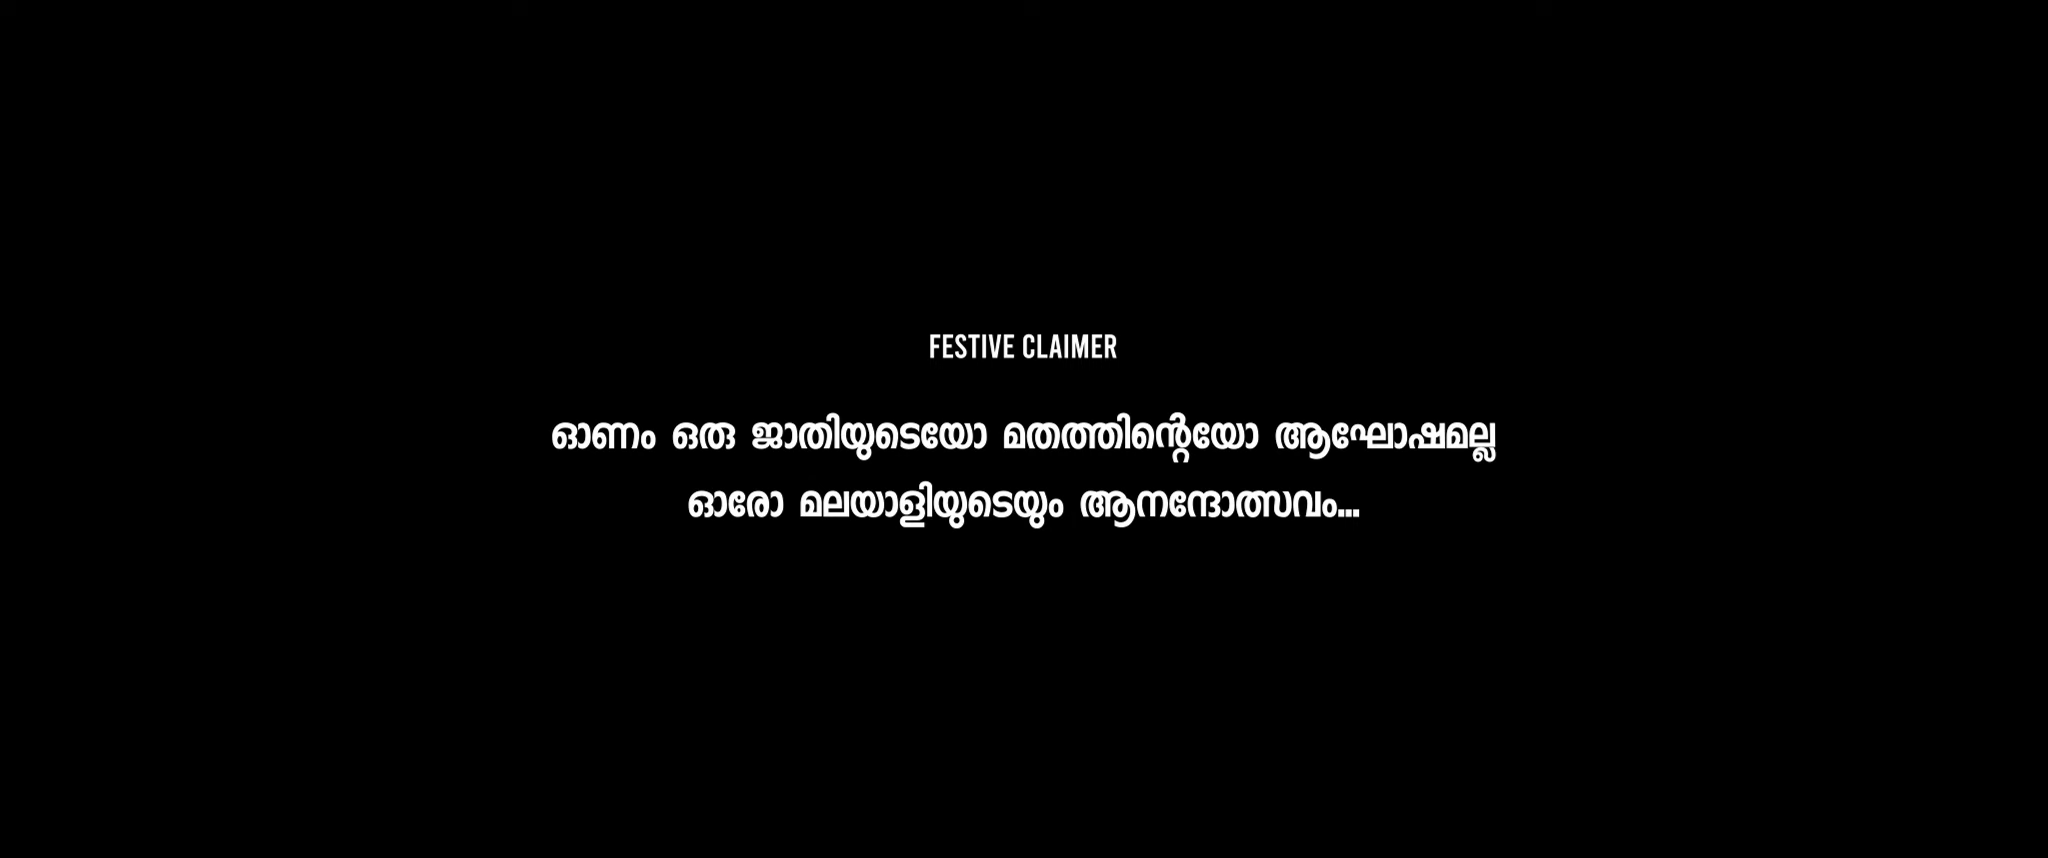 FESTIVE CLAIMER
ഓണം ഒരു ജാതിയുടെയോ മതത്തിന്റെയോ ആഘോഷമല്ല
ഓരോ മലയാളിയുടെയും ആനന്ദോത്സവം...